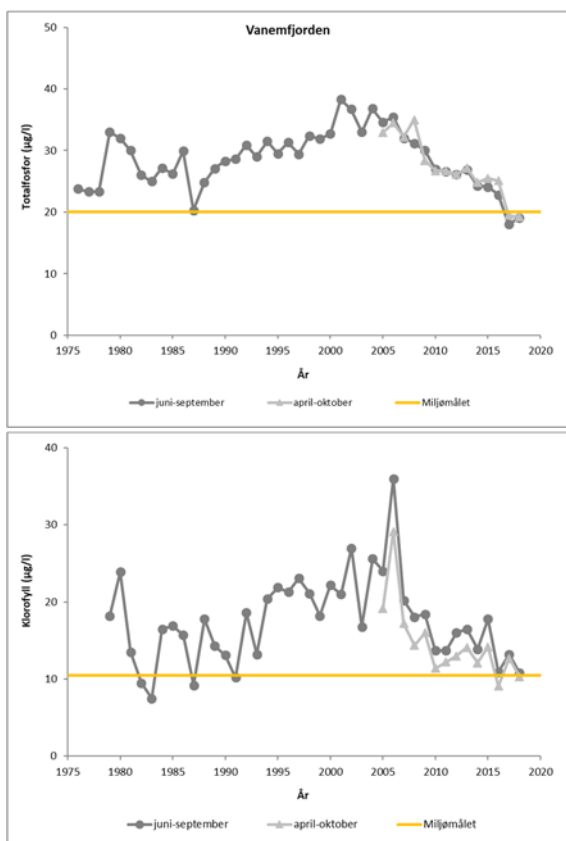 Vanemfjorden
50
40
30
20
10
0
Totalfosfor (µg/l)
1975 1980 1985 1990 1995 2000 2005 2010 2015 2020
År
juni-september april-oktober Miljømålet
40
30
20
10
0
Klorofyll (µg/l)
1975 1980 1985 1990 1995 2000 2005 2010 2015 2020
År
juni-september april-oktober Miljømålet